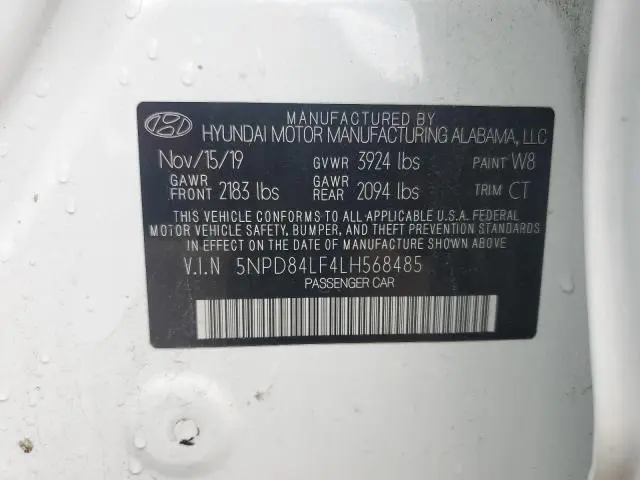 MANUFACTURED BY
HYUNDAI MOTOR MANUFACTURING ALABAMA, LLC
Nov/15/19 GVWR 3924 lbs PAINT W8
GAWR FRONT 2183 lbs GAWR REAR 2094 lbs TRIM CT
THIS VEHICLE CONFORMS TO ALL APPLICABLE U.S.A. FEDERAL
MOTOR VEHICLE SAFETY, BUMPER, AND THEFT PREVENTION STANDARDS
IN EFFECT ON THE DATE OF MANUFACTURE SHOWN ABOVE
V.I.N 5NPD84LF4LH568485
PASSENGER CAR